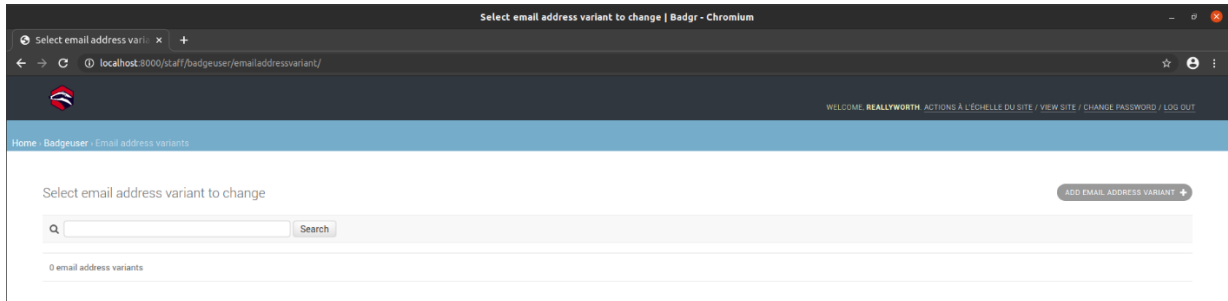 Select email address variant to change | Badgr - Chromium
Select email address varia
localhost:8000/staff/badgeuser/emailaddressvariant/
WELCOME, REALLYWORTH. ACTIONS À L'ÉCHELLE DU SITE / VIEW SITE / CHANGE PASSWORD / LOG OUT
Home › Badgeuser › Email address variants
Select email address variant to change
ADD EMAIL ADDRESS VARIANT +
Search
0 email address variants